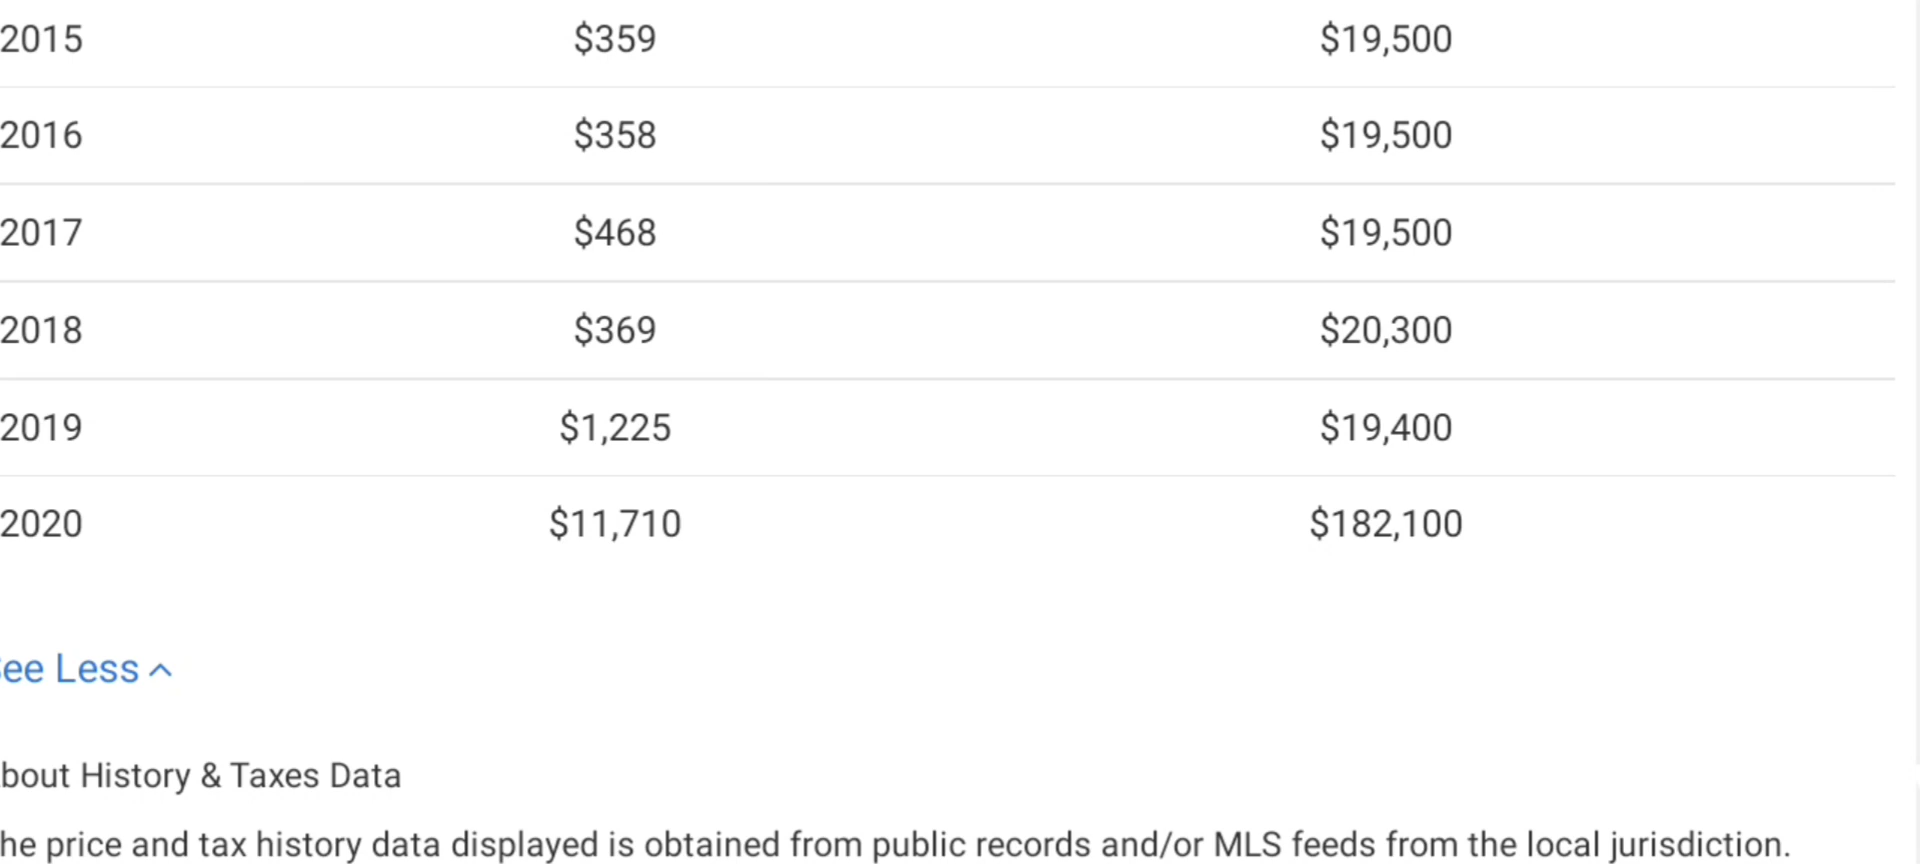 2015 $359 $19,500
2016 $358 $19,500
2017 $468 $19,500
2018 $369 $20,300
2019 $1,225 $19,400
2020 $11,710 $182,100
ee Less
bout History & Taxes Data
he price and tax history data displayed is obtained from public records and/or MLS feeds from the local jurisdiction.